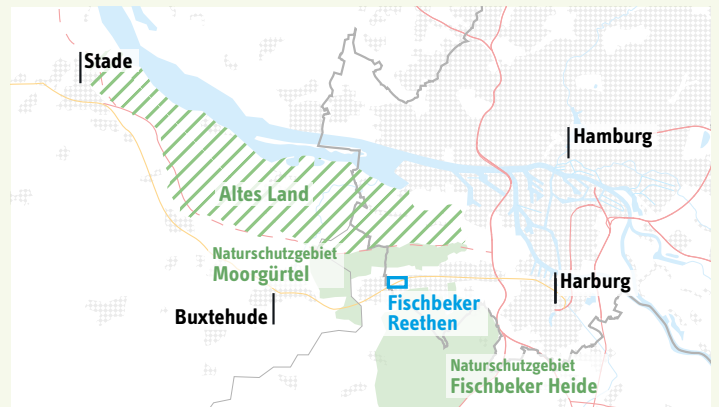 Stade
Hamburg
Altes Land
Naturschutzgebiet
Moorgürtel
Harburg
Fischbeker
Reethen
Buxtehude
Naturschutzgebiet
Fischbeker Heide